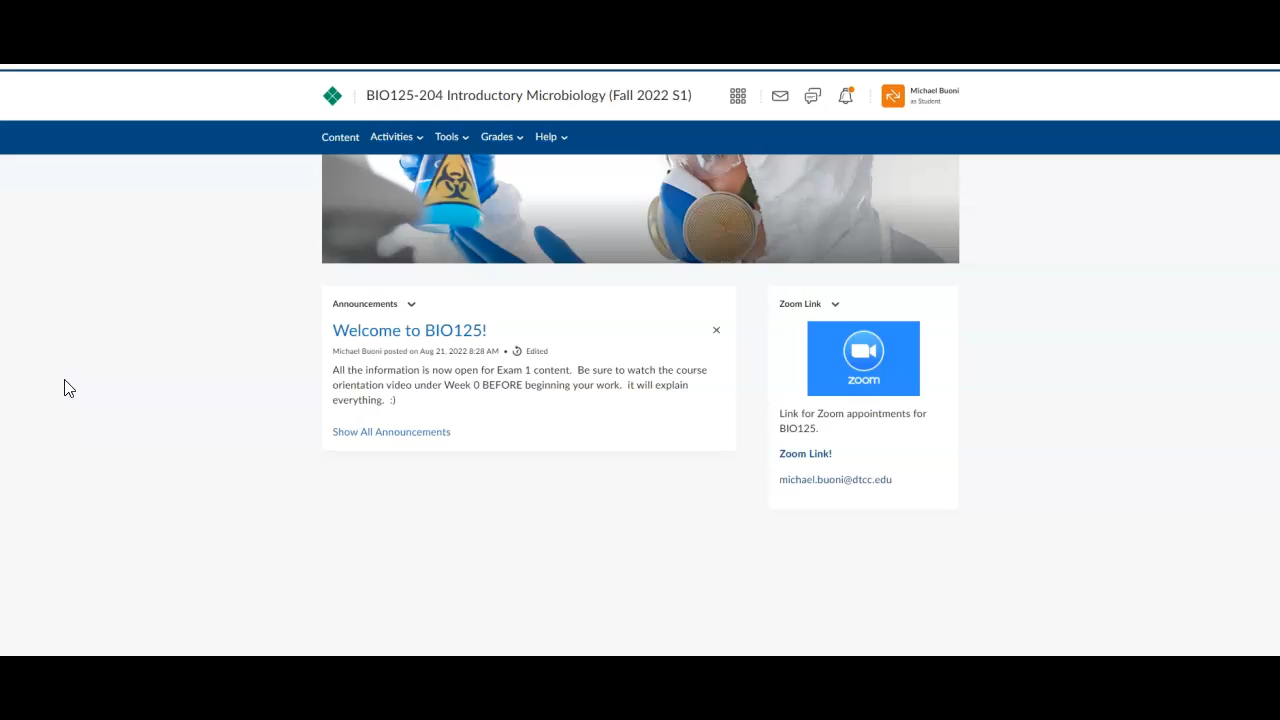 BIO125-204 Introductory Microbiology (Fall 2022 S1)
Michael Buoni
as Student
Content Activities Tools Grades Help
Announcements
Welcome to BIO125!
Michael Buoni posted on Aug 21, 2022 8:28 AM • Edited
All the information is now open for Exam 1 content. Be sure to watch the course
orientation video under Week 0 BEFORE beginning your work. it will explain
everything. :)
Show All Announcements
Zoom Link
zoom
Link for Zoom appointments for
BIO125.
Zoom Link!
michael.buoni@dtcc.edu